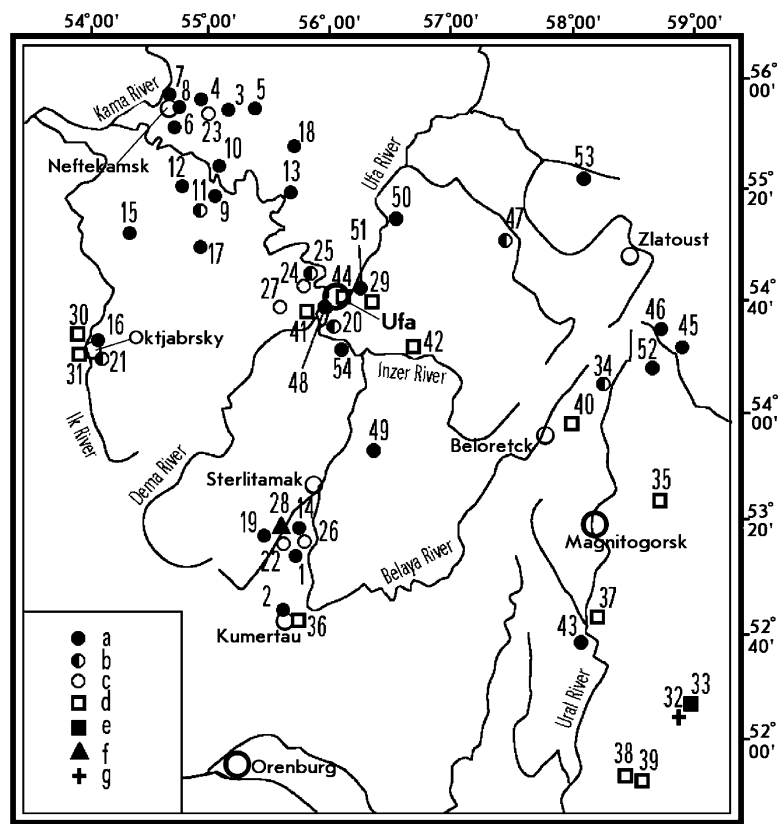 54°00' 55°00' 56°00' 57°00' 58°00' 59°00'
56°
00'
Kama River
7
8
4
3
5
6
23
Neftekamsk
10
18
Ufa River
53
12
11
9
13
55°
20'
15
17
50
47
51
Zlatoust
25
24
44
29
27
54°
40'
30
16
Oktjabrsky
41
20
Ufa
46
45
31
21
48
54
42
Inzer River
52
34
Ik River
40
54°
00'
Dema River
49
Beloretck
Sterlitamak
35
28
14
19
26
22
1
53°
20'
Magnitogorsk
Belaya River
2
Kumertau
36
37
43
52°
40'
a
b
c
d
e
f
g
Ural River
32
33
52°
00'
Orenburg
38
39